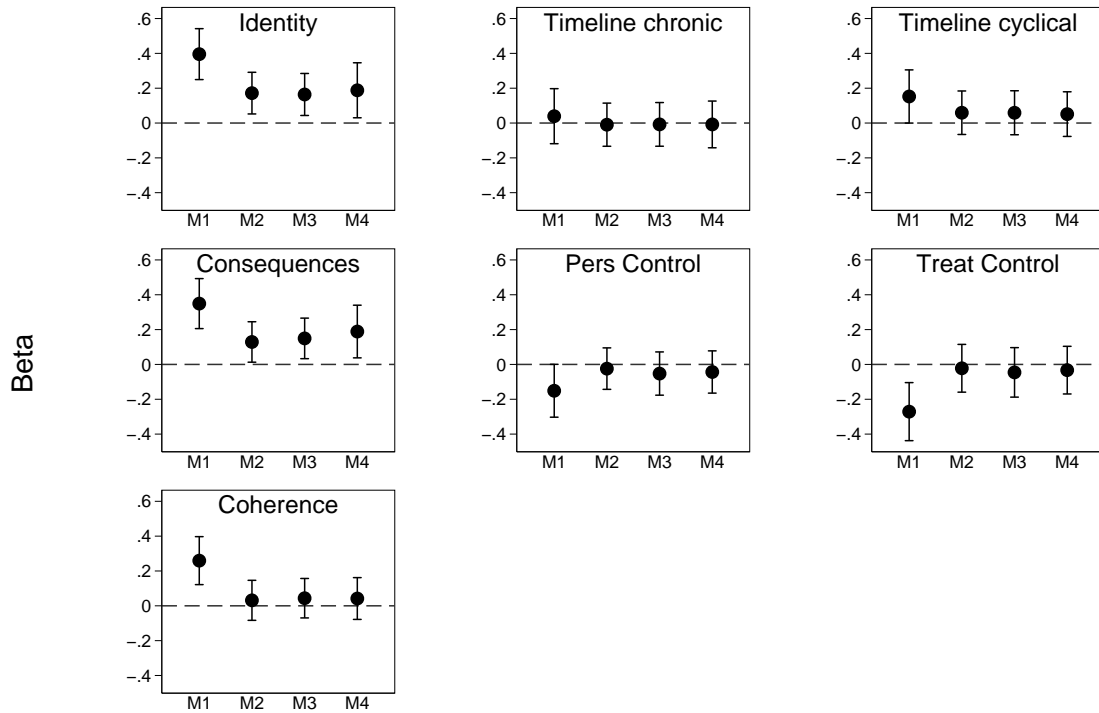 Beta
Identity
.6
.4
.2
0
−.2
−.4
M1 M2 M3 M4
Timeline chronic
.6
.4
.2
0
−.2
−.4
M1 M2 M3 M4
Timeline cyclical
.6
.4
.2
0
−.2
−.4
M1 M2 M3 M4
Consequences
.6
.4
.2
0
−.2
−.4
M1 M2 M3 M4
Pers Control
.6
.4
.2
0
−.2
−.4
M1 M2 M3 M4
Treat Control
.6
.4
.2
0
−.2
−.4
M1 M2 M3 M4
Coherence
.6
.4
.2
0
−.2
−.4
M1 M2 M3 M4